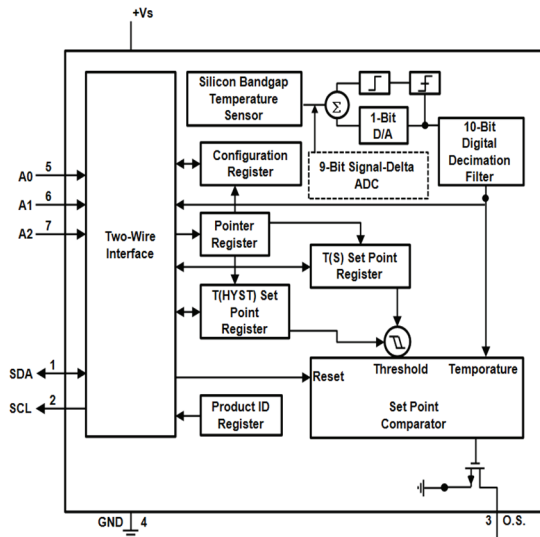 +Vs
Silicon Bandgap
Temperature
Sensor
Σ
1-Bit
D/A
10-Bit
Digital
Decimation
Filter
9-Bit Signal-Delta
ADC
Configuration
Register
A0 5
A1 6
A2 7
Two-Wire
Interface
Pointer
Register
T(S) Set Point
Register
T(HYST) Set
Point
Register
SDA 1
SCL 2
Reset
Threshold
Temporature
Set Point
Comparator
Product ID
Register
GND 4
3 O.S.